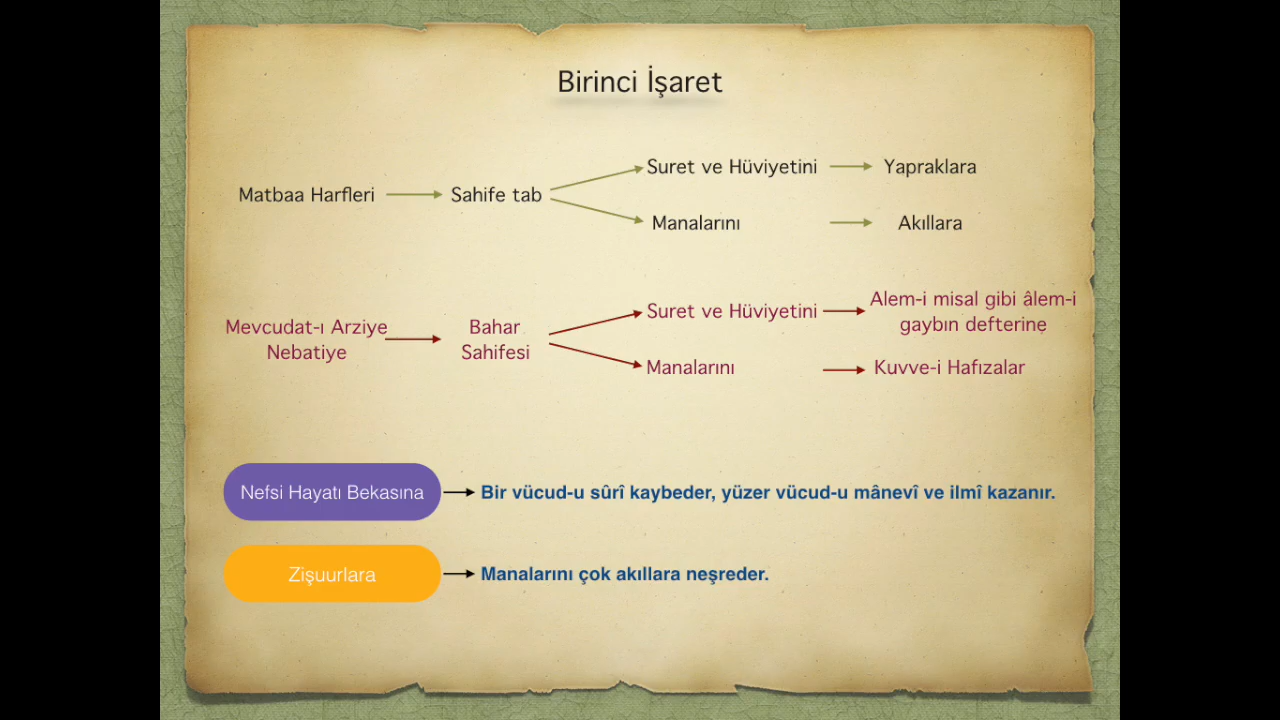 Birinci İşaret
Matbaa Harfleri
Sahife tab
Suret ve Hüviyetini
Yapraklara
Manalarını
Akıllara
Mevcudat-ı Arziye
Nebatiye
Bahar
Sahifesi
Suret ve Hüviyetini
Alem-i misal gibi âlem-i
gaybın defterine
Manalarını
Kuvve-i Hafızalar
Nefsi Hayatı Bekasına
Bir vücud-u sûrî kaybeder, yüzer vücud-u mânevî ve ilmî kazanır.
Zişuurlara
Manalarını çok akıllara neşreder.